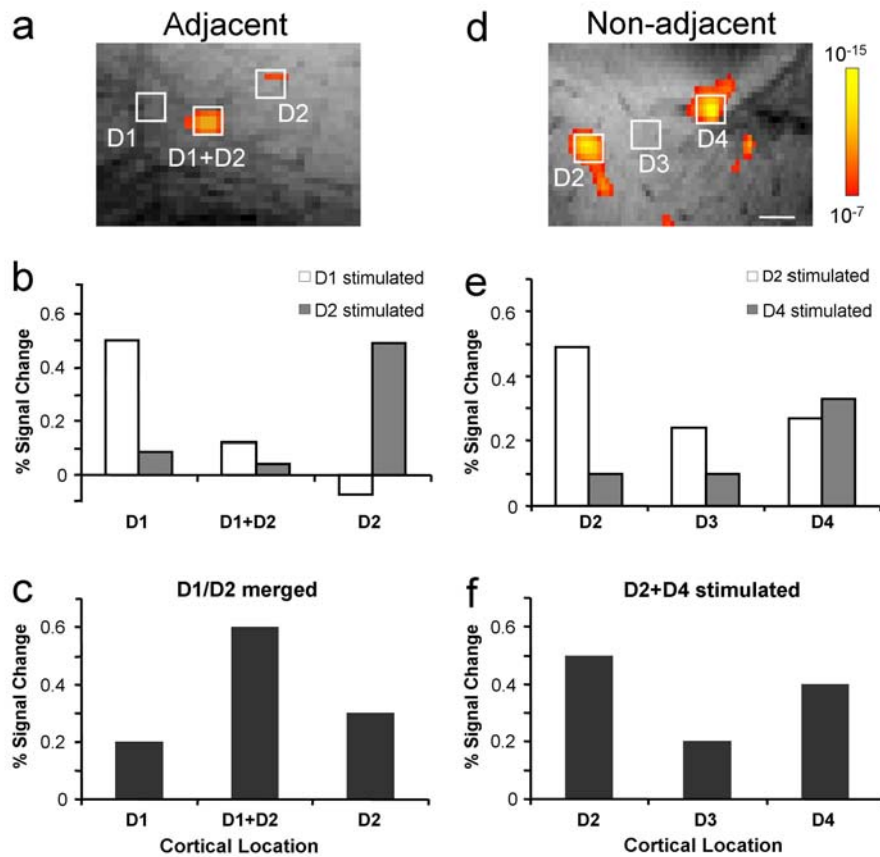 a Adjacent
D1
D1+D2
D2
d Non-adjacent
D2
D3
D4
10-15
10-7
b
D1 stimulated
D2 stimulated
% Signal Change
0.6
0.4
0.2
0
D1 D1+D2 D2
e
D2 stimulated
D4 stimulated
% Signal Change
0.6
0.4
0.2
0
D2 D3 D4
c D1/D2 merged
% Signal Change
0.6
0.4
0.2
0
D1 D1+D2 D2
Cortical Location
f D2+D4 stimulated
% Signal Change
0.6
0.4
0.2
0
D2 D3 D4
Cortical Location